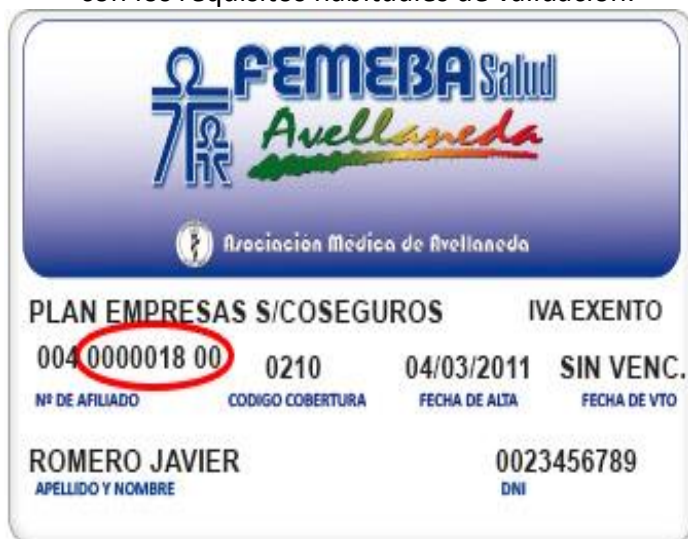 con los requisitos habituales de validación.
FEMEBA Salud
Avellaneda
Asociación Médica de Avellaneda
PLAN EMPRESAS S/COSEGUROS IVA EXENTO
004 0000018 00 0210 04/03/2011 SIN VENC.
Nº DE AFILIADO CODIGO COBERTURA FECHA DE ALTA FECHA DE VTO
ROMERO JAVIER 0023456789
APELLIDO Y NOMBRE DNI